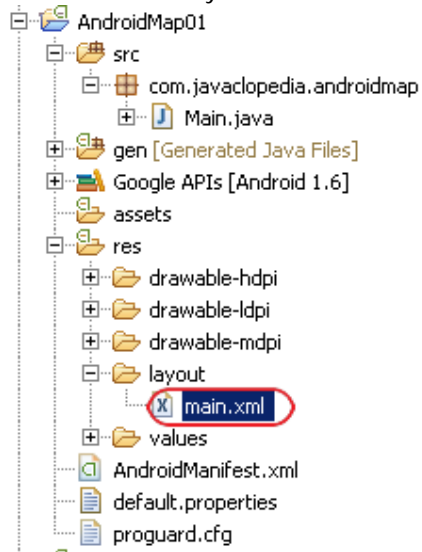 AndroidMap01
src
com.javaclopedia.androidmap
Main.java
gen [Generated Java Files]
Google APIs [Android 1.6]
assets
res
drawable-hdpi
drawable-ldpi
drawable-mdpi
layout
main.xml
values
AndroidManifest.xml
default.properties
proguard.cfg